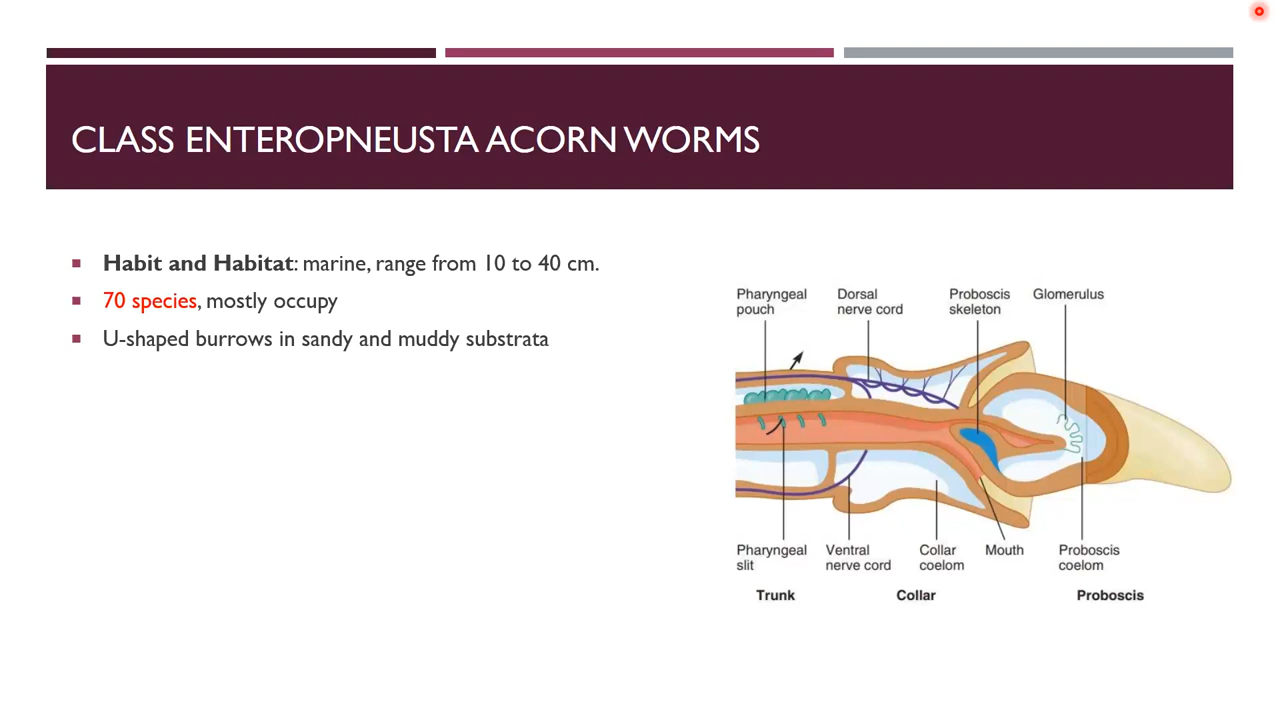 CLASS ENTEROPNEUSTA ACORN WORMS
Habit and Habitat: marine, range from 10 to 40 cm.
70 species, mostly occupy
U-shaped burrows in sandy and muddy substrata
Pharyngeal pouch
Dorsal nerve cord
Proboscis skeleton
Glomerulus
Pharyngeal slit
Ventral nerve cord
Collar coelom
Mouth
Proboscis coelom
Trunk
Collar
Proboscis